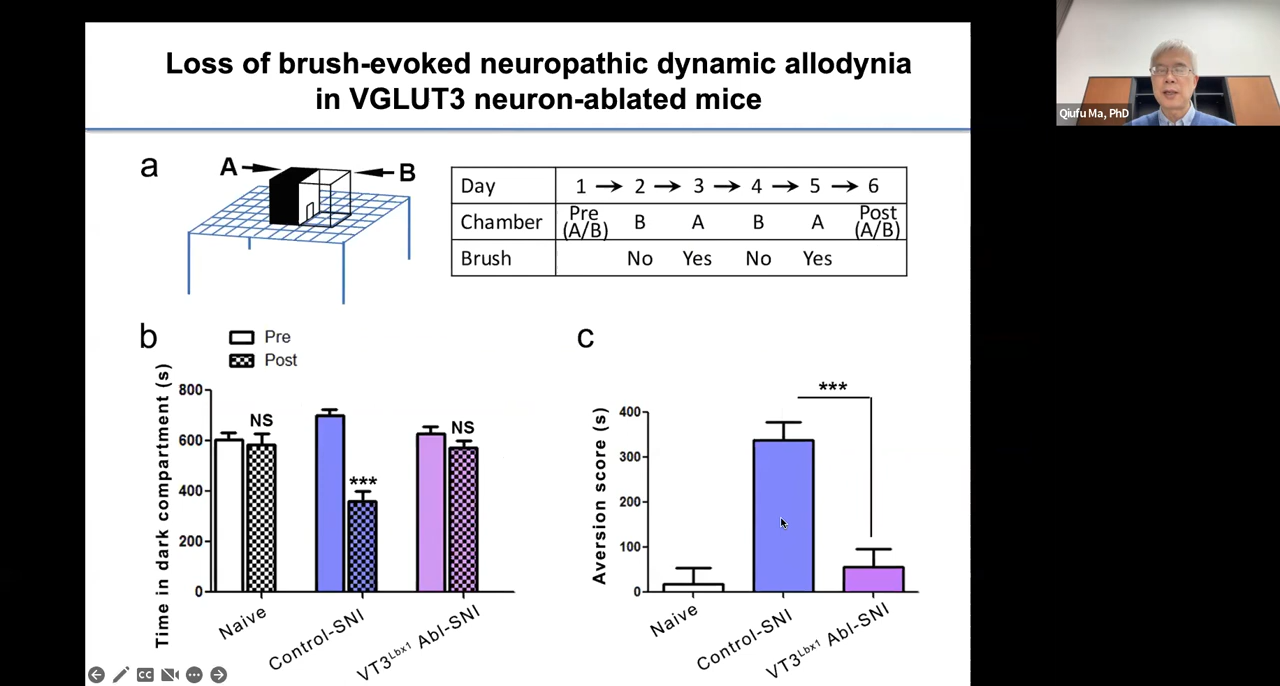 Loss of brush-evoked neuropathic dynamic allodynia
in VGLUT3 neuron-ablated mice
Qiufu Ma, PhD
a
A
B
Day 1 → 2 → 3 → 4 → 5 → 6
Chamber Pre (A/B) B A B A Post (A/B)
Brush No Yes No Yes
b
Pre
Post
Time in dark compartment (s)
800
600
400
200
0
NS
***
NS
Naive
Control-SNI
VT3Lbx1 Abl-SNI
c
Aversion score (s)
400
300
200
100
0
***
Naive
Control-SNI
VT3Lbx1 Abl-SNI
CC